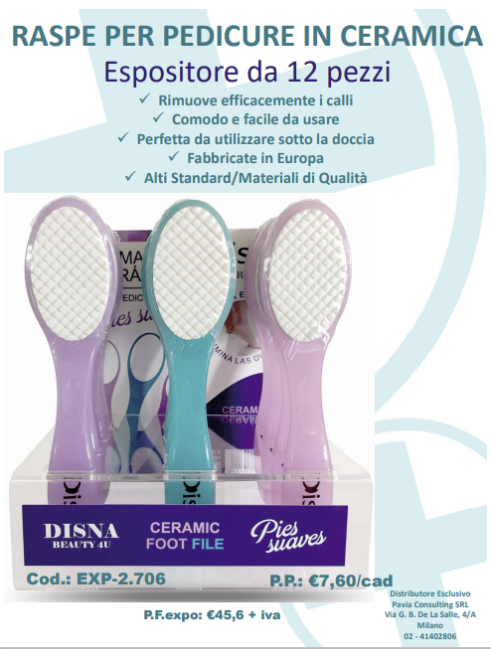 RASPE PER PEDICURE IN CERAMICA
Espositore da 12 pezzi
✓ Rimuove efficacemente i calli
✓ Comodo e facile da usare
✓ Perfetta da utilizzare sotto la doccia
✓ Fabbricate in Europa
✓ Alti Standard/Materiali di Qualità
DISNA
BEAUTY 4U
CERAMIC
FOOT FILE
Pies
suaves
Cod.: EXP-2.706
P.P.: €7,60/cad
P.F.expo: €45,6 + iva
Distributore Esclusivo
Pavia Consulting SRL
Via G. B. De La Salle, 4/A
Milano
02 - 41402806